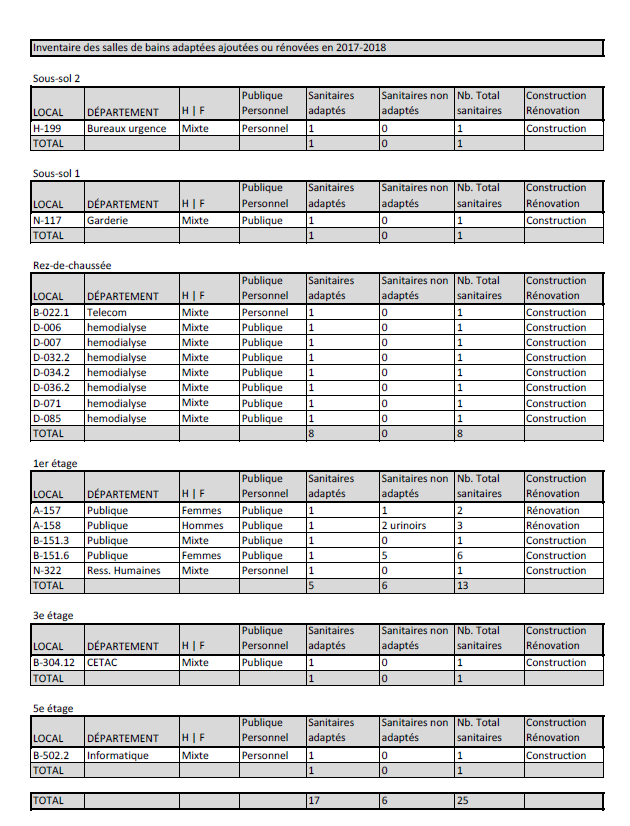 Inventaire des salles de bains adaptées ajoutées ou rénovées en 2017-2018
Sous-sol 2
LOCAL DÉPARTEMENT H | F Publique Personnel Sanitaires adaptés Sanitaires non adaptés Nb. Total sanitaires Construction Rénovation
H-199 Bureaux urgence Mixte Personnel 1 0 1 Construction
TOTAL 1 0 1
Sous-sol 1
LOCAL DÉPARTEMENT H | F Publique Personnel Sanitaires adaptés Sanitaires non adaptés Nb. Total sanitaires Construction Rénovation
N-117 Garderie Mixte Publique 1 0 1 Construction
TOTAL 1 0 1
Rez-de-chaussée
LOCAL DÉPARTEMENT H | F Publique Personnel Sanitaires adaptés Sanitaires non adaptés Nb. Total sanitaires Construction Rénovation
B-022.1 Telecom Mixte Personnel 1 0 1 Construction
D-006 hemodialyse Mixte Publique 1 0 1 Construction
D-007 hemodialyse Mixte Publique 1 0 1 Construction
D-032.2 hemodialyse Mixte Publique 1 0 1 Construction
D-034.2 hemodialyse Mixte Publique 1 0 1 Construction
D-036.2 hemodialyse Mixte Publique 1 0 1 Construction
D-071 hemodialyse Mixte Publique 1 0 1 Construction
D-085 hemodialyse Mixte Publique 1 0 1 Construction
TOTAL 8 0 8
1er étage
LOCAL DÉPARTEMENT H | F Publique Personnel Sanitaires adaptés Sanitaires non adaptés Nb. Total sanitaires Construction Rénovation
A-157 Publique Femmes Publique 1 1 2 Rénovation
A-158 Publique Hommes Publique 1 2 urinoirs 3 Rénovation
B-151.3 Publique Mixte Publique 1 0 1 Construction
B-151.6 Publique Femmes Publique 1 5 6 Construction
N-322 Ress. Humaines Mixte Personnel 1 0 1 Construction
TOTAL 5 6 13
3e étage
LOCAL DÉPARTEMENT H | F Publique Personnel Sanitaires adaptés Sanitaires non adaptés Nb. Total sanitaires Construction Rénovation
B-304.12 CETAC Mixte Publique 1 0 1 Construction
TOTAL 1 0 1
5e étage
LOCAL DÉPARTEMENT H | F Publique Personnel Sanitaires adaptés Sanitaires non adaptés Nb. Total sanitaires Construction Rénovation
B-502.2 Informatique Mixte Personnel 1 0 1 Construction
TOTAL 1 0 1
TOTAL 17 6 25